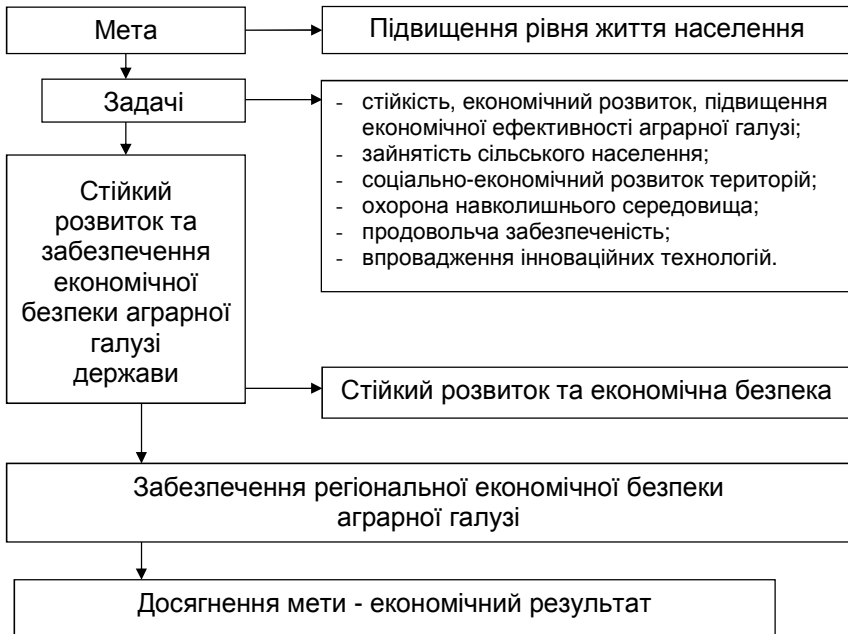 Мета
Підвищення рівня життя населення
Задачі
- стійкість, економічний розвиток, підвищення
економічної ефективності аграрної галузі;
- зайнятість сільського населення;
- соціально-економічний розвиток територій;
- охорона навколишнього середовища;
- продовольча забезпеченість;
- впровадження інноваційних технологій.
Стійкий
розвиток та
забезпечення
економічної
безпеки аграрної
галузі
держави
Стійкий розвиток та економічна безпека
Забезпечення регіональної економічної безпеки
аграрної галузі
Досягнення мети - економічний результат